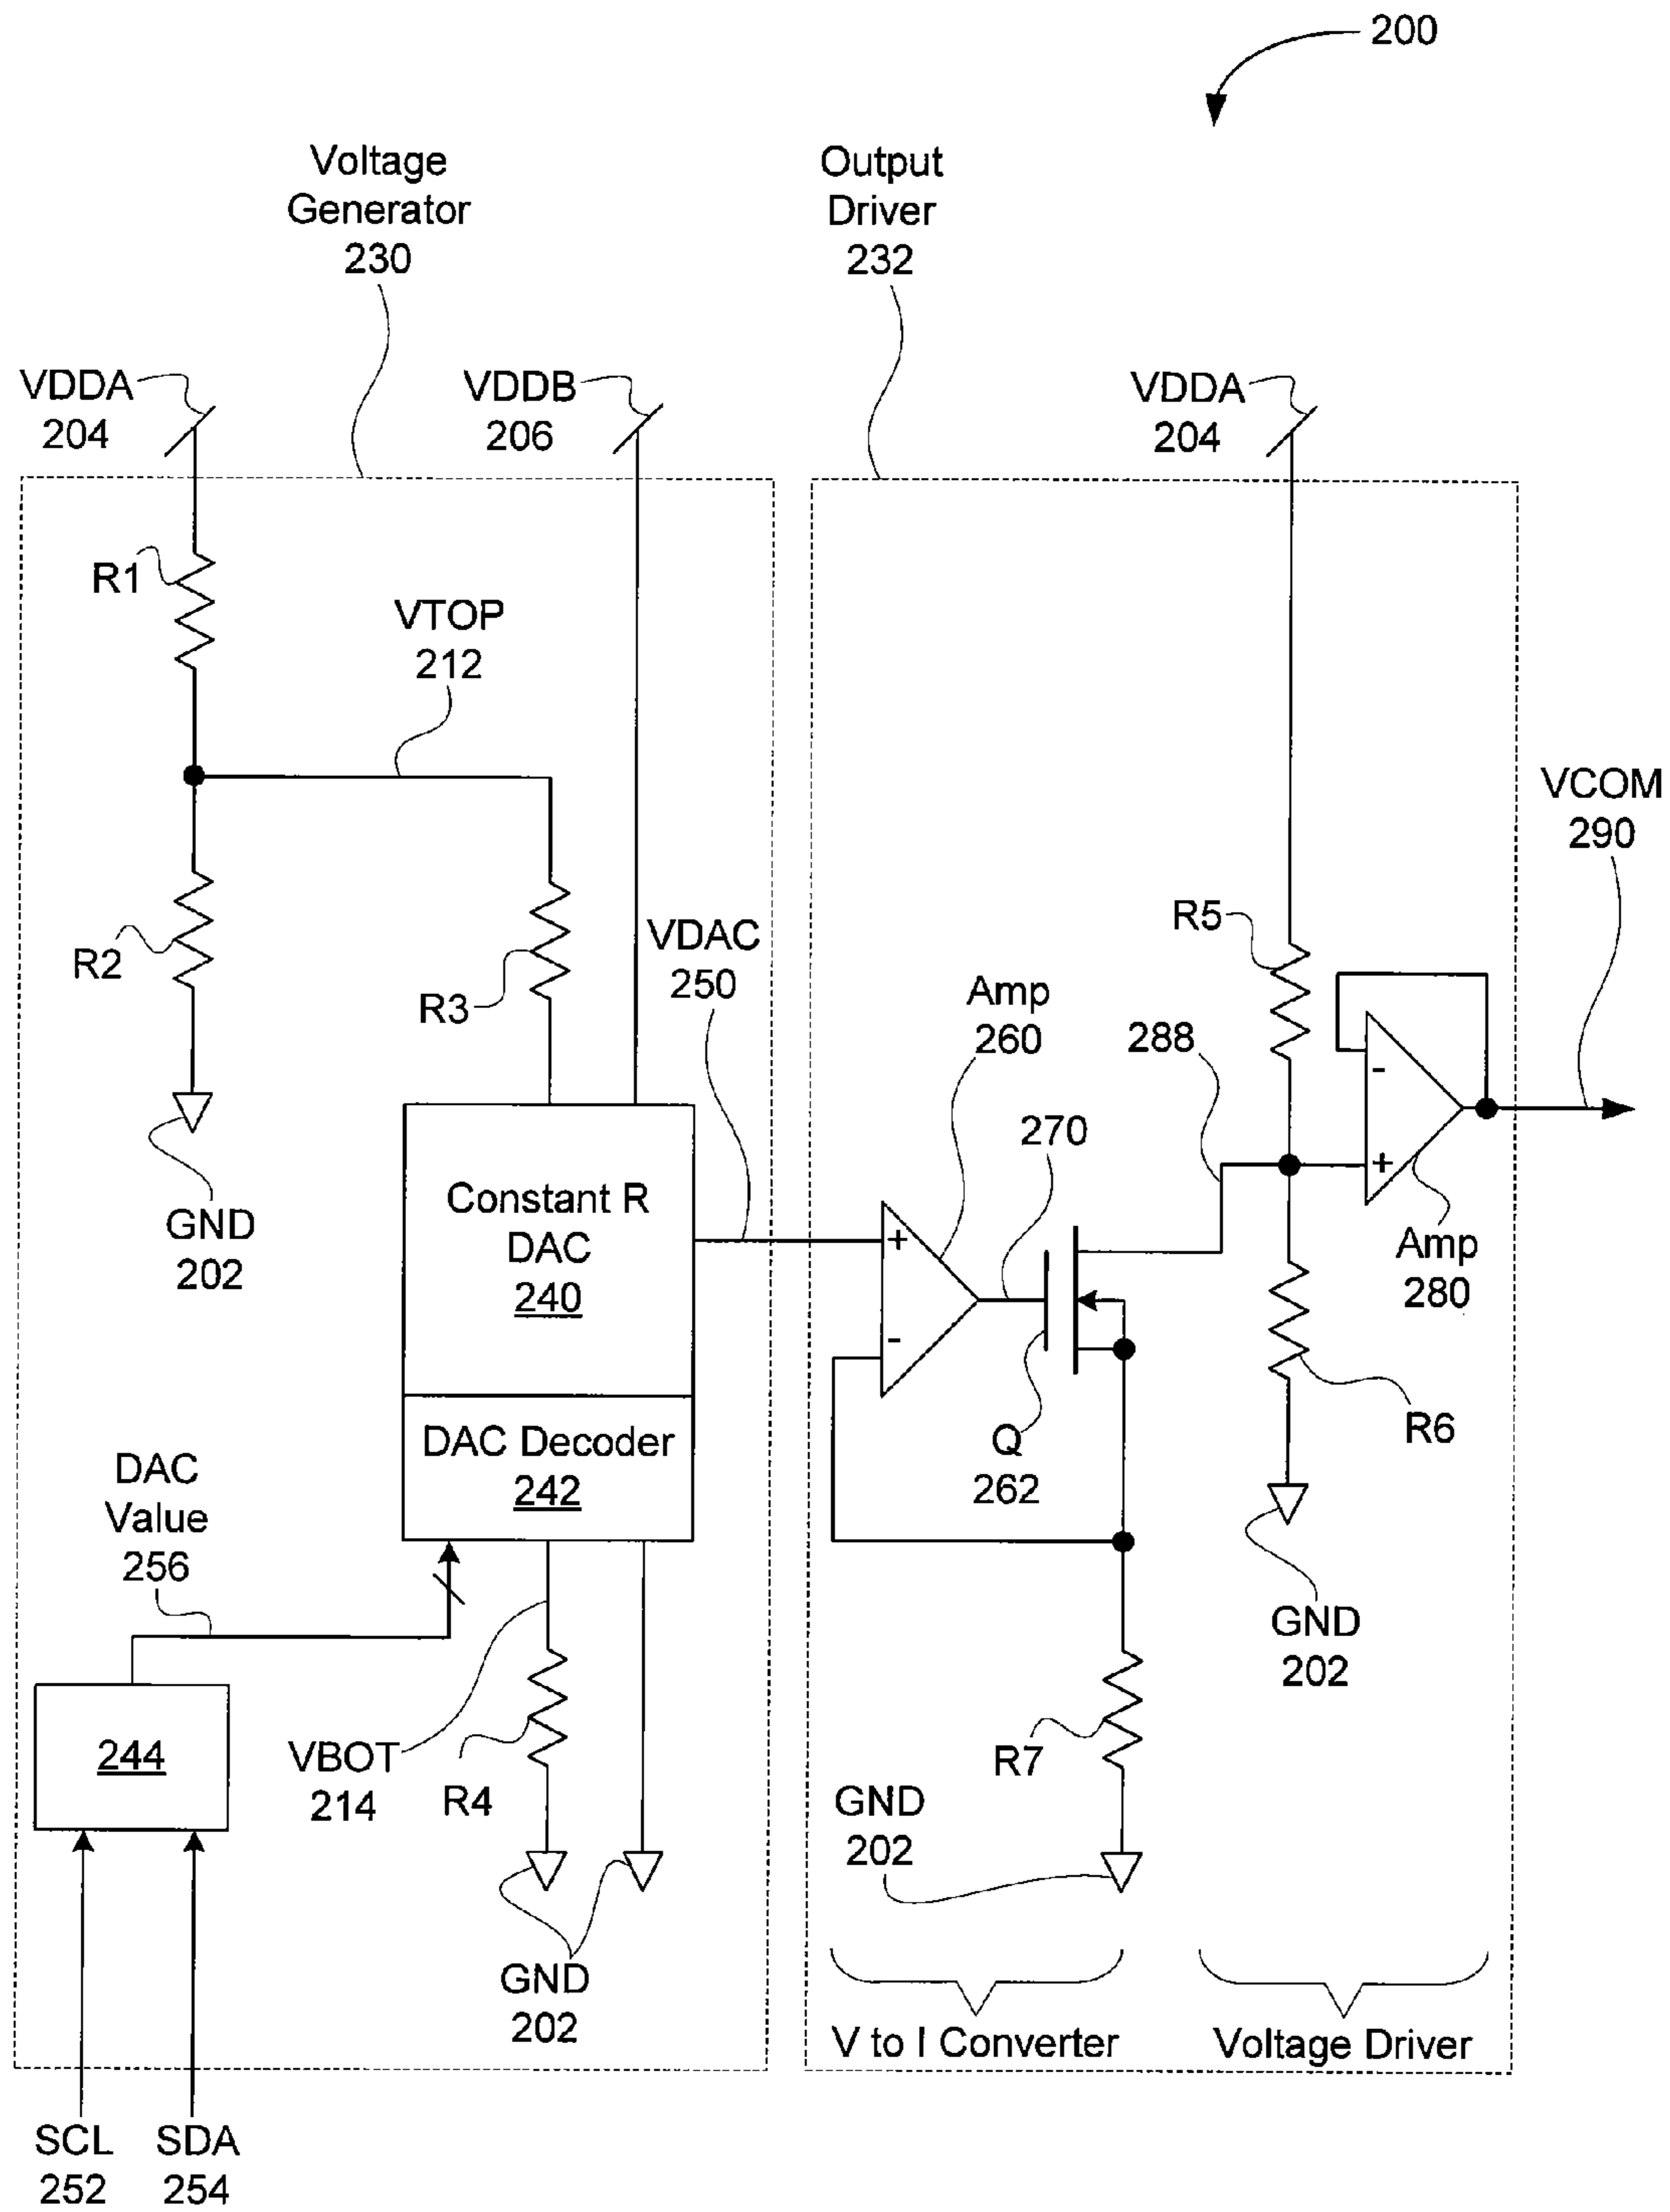 200
Voltage
Generator
230
Output
Driver
232
VDDA
204
VDDB
206
VDDA
204
R1
VTOP
212
VCOM
290
R2
R3
VDAC
250
R5
Amp
260
288
-
+
270
Constant R
DAC
240
+
-
Amp
280
GND
202
DAC Decoder
242
Q
262
R6
DAC
Value
256
GND
202
244
VBOT
214
R4
R7
GND
202
GND
202
V to I Converter
Voltage Driver
SCL
252
SDA
254